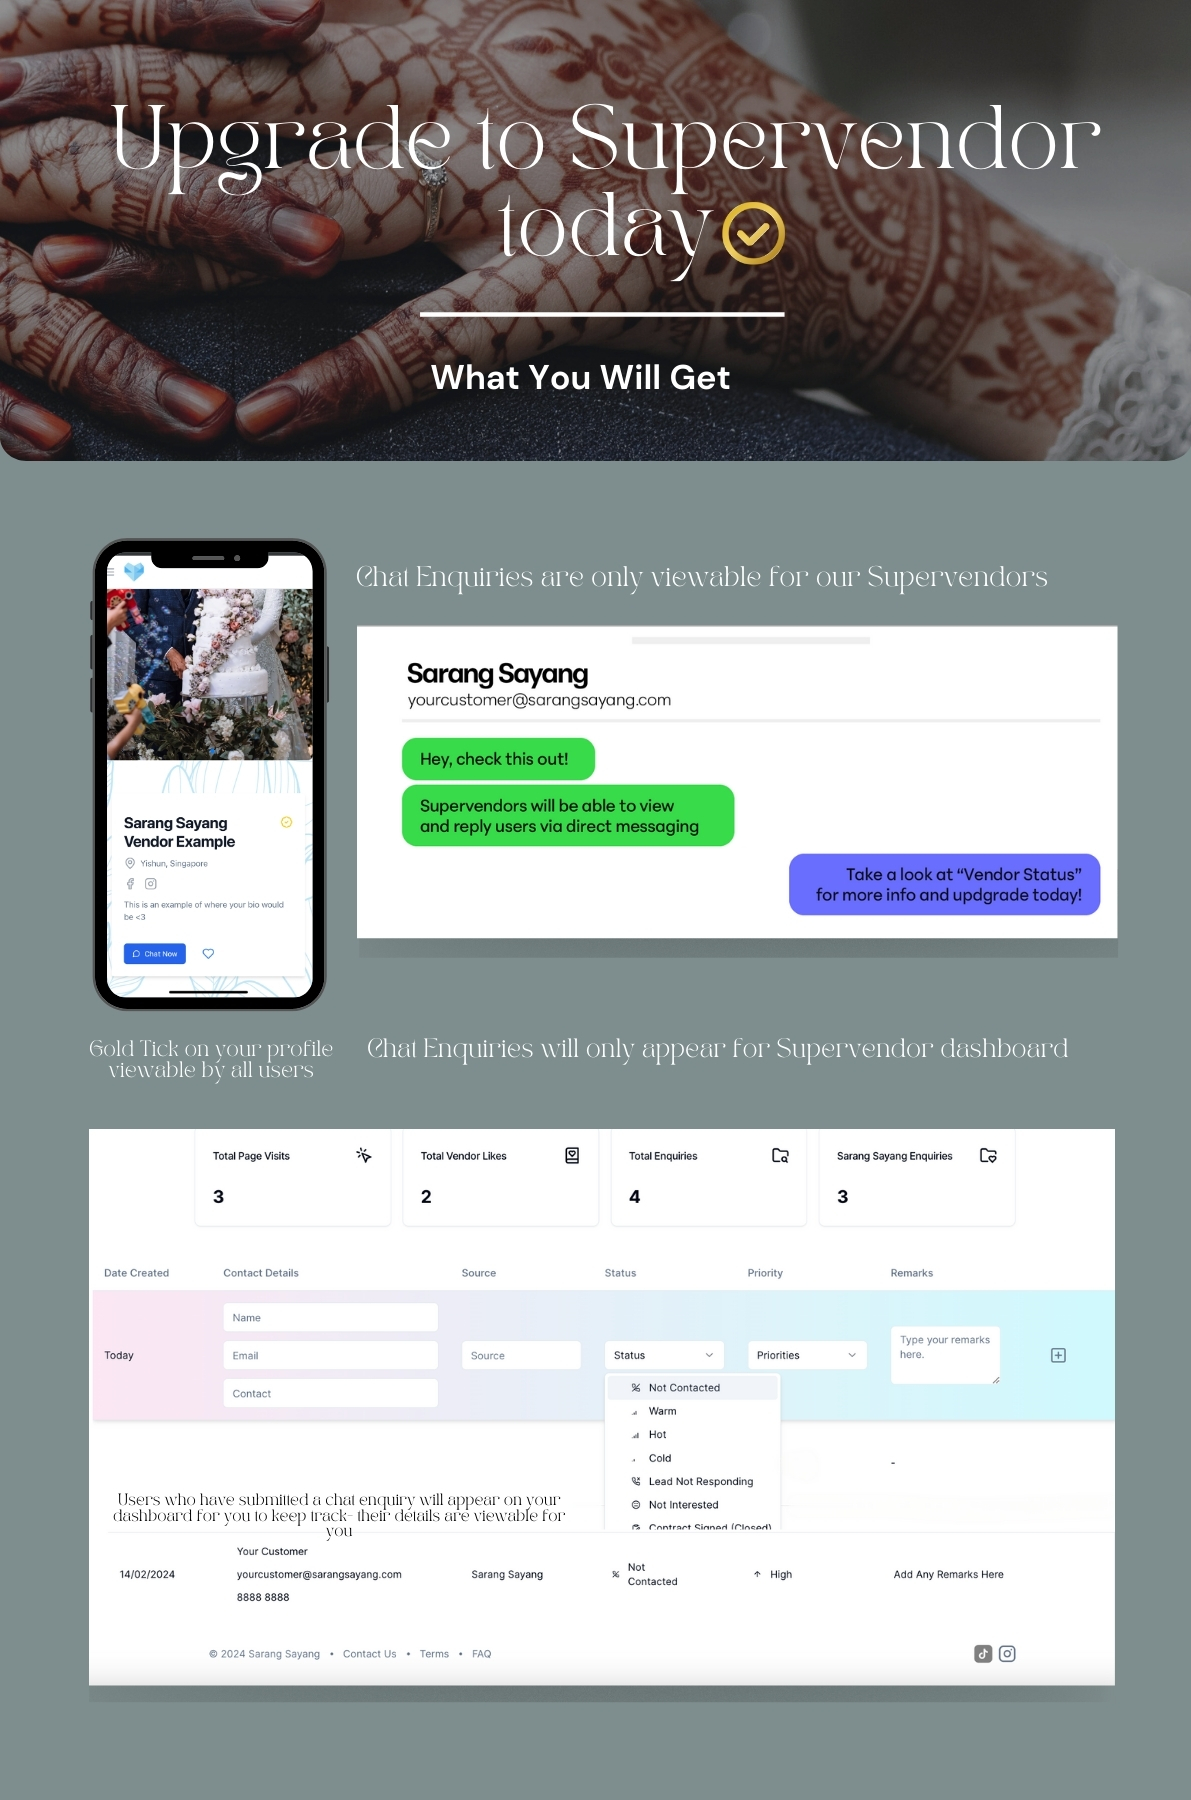 Upgrade to Supervendor
today
What You Will Get
Chat Enquiries are only viewable for our Supervendors
Sarang Sayang
yourcustomer@sarangsayang.com
Hey, check this out!
Supervendors will be able to view
and reply users via direct messaging
Take a look at “Vendor Status”
for more info and updgrade today!
Sarang Sayang
Vendor Example
Yishun, Singapore
This is an example of where your bio would
be <3
Chat Now
Gold Tick on your profile
viewable by all users
Chat Enquiries will only appear for Supervendor dashboard
Total Page Visits
3
Total Vendor Likes
2
Total Enquiries
4
Sarang Sayang Enquiries
3
Date Created Contact Details Source Status Priority Remarks
Today
Name
Email
Contact
Source
Status
Priorities
Type your remarks
here.
Not Contacted
Warm
Hot
Cold
Lead Not Responding
Not Interested
Contract Signed (Closed)
-
Users who have submitted a chat enquiry will appear on your
dashboard for you to keep track- their details are viewable for
you
14/02/2024
Your Customer
yourcustomer@sarangsayang.com
8888 8888
Sarang Sayang
Not
Contacted
High
Add Any Remarks Here
© 2024 Sarang Sayang • Contact Us • Terms • FAQ